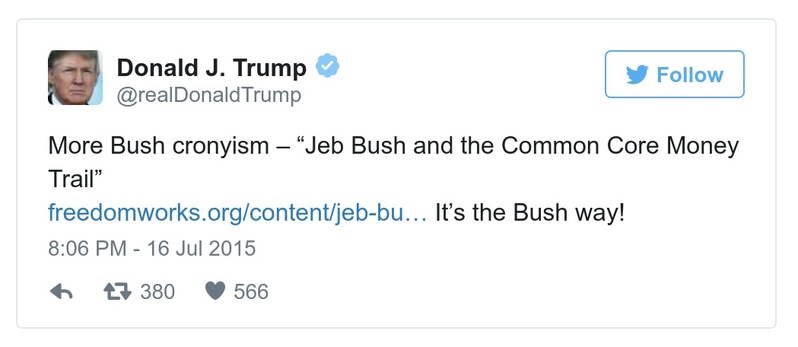 Donald J. Trump
@realDonaldTrump
Follow
More Bush cronyism – “Jeb Bush and the Common Core Money
Trail”
freedomworks.org/content/jeb-bu… It’s the Bush way!
8:06 PM - 16 Jul 2015
380 566